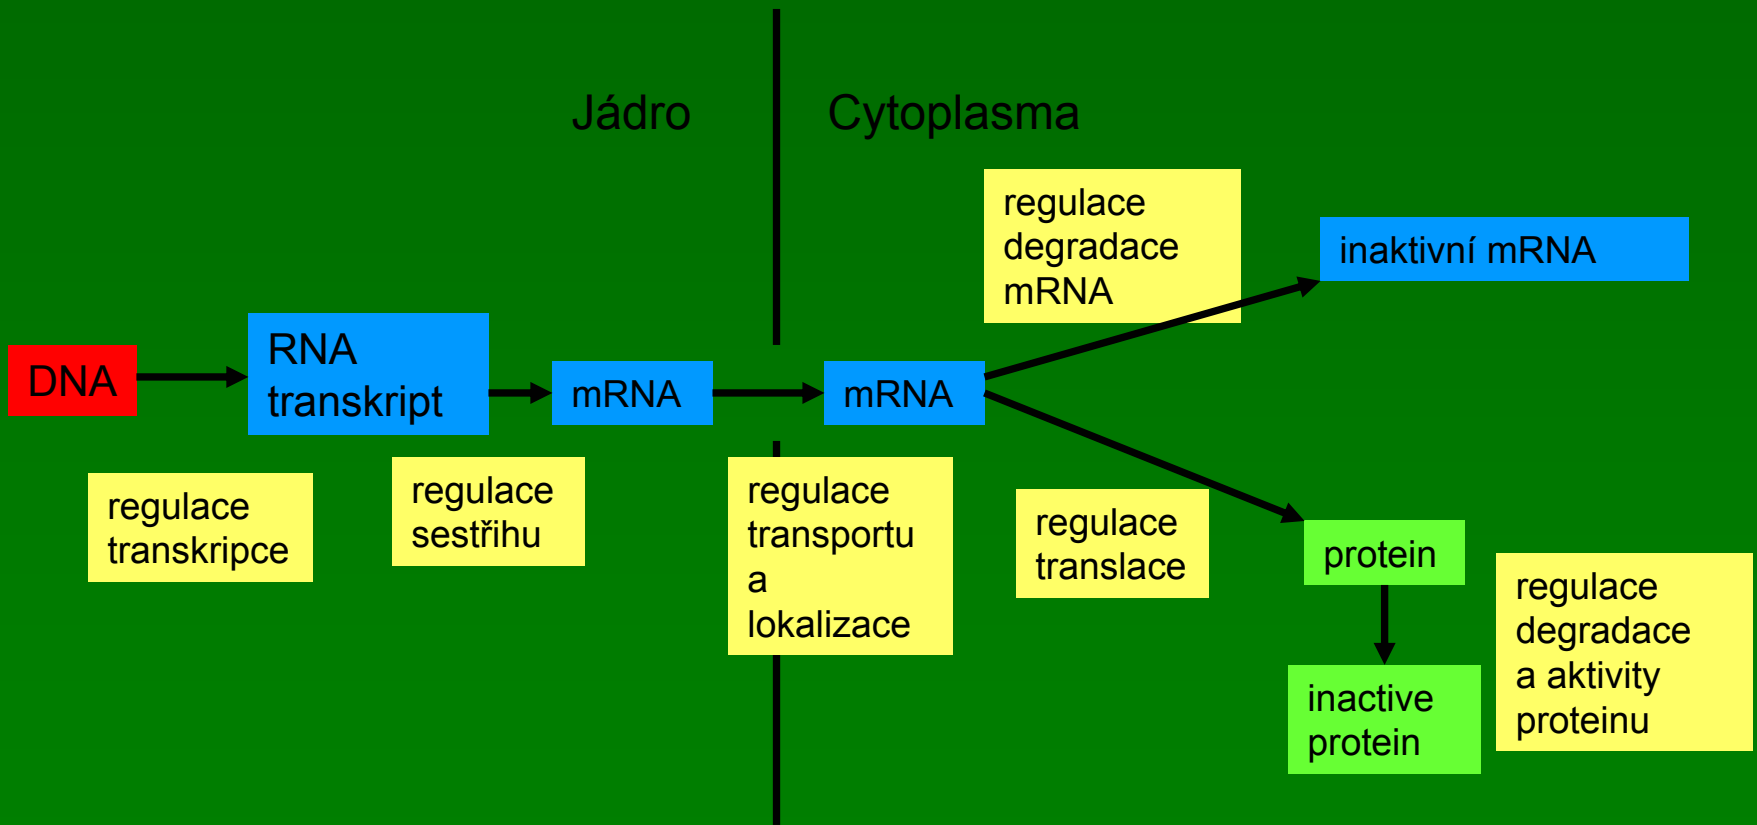 Jádro
Cytoplasma
regulace
degradace
mRNA
inaktivní mRNA
DNA
RNA
transkript
mRNA
mRNA
regulace
transkripce
regulace
sestřihu
regulace
transportu
a
lokalizace
regulace
translace
protein
regulace
degradace
a aktivity
proteinu
inactive
protein